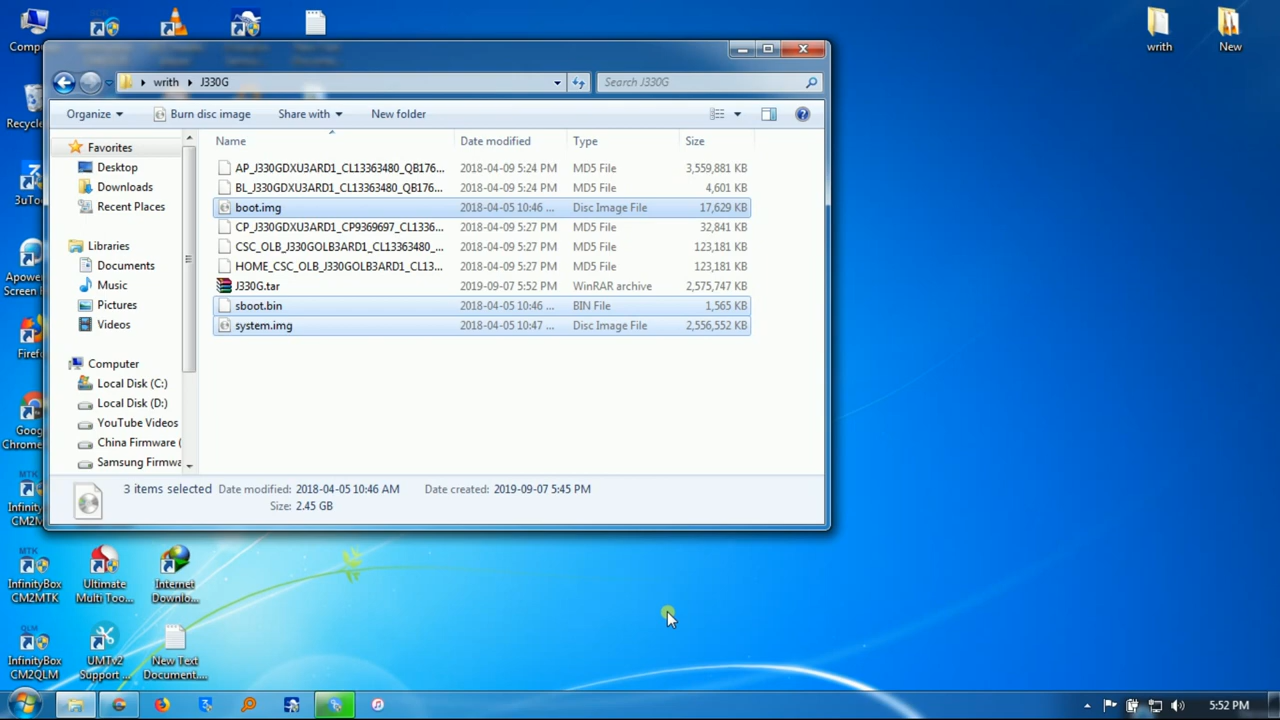 Comp
writh
New
writh ▸ J330G
Search J330G
Organize
Burn disc image
Share with
New folder
Recycle
Favorites
Name
Date modified
Type
Size
Desktop
AP_J330GDXU3ARD1_CL13363480_QB176...
2018-04-09 5:24 PM
MD5 File
3,559,881 KB
Downloads
BL_J330GDXU3ARD1_CL13363480_QB176...
2018-04-09 5:24 PM
MD5 File
4,601 KB
3uToo
Recent Places
boot.img
2018-04-05 10:46 ...
Disc Image File
17,629 KB
CP_J330GDXU3ARD1_CP9369697_CL1336...
2018-04-09 5:27 PM
MD5 File
32,841 KB
Libraries
CSC_OLB_J330GOLB3ARD1_CL13363480_...
2018-04-09 5:27 PM
MD5 File
123,181 KB
Documents
HOME_CSC_OLB_J330GOLB3ARD1_CL13...
2018-04-09 5:27 PM
MD5 File
123,181 KB
Apower
Screen R
Music
J330G.tar
2019-09-07 5:52 PM
WinRAR archive
2,575,747 KB
Pictures
sboot.bin
2018-04-05 10:46 ...
BIN File
1,565 KB
Videos
system.img
2018-04-05 10:47 ...
Disc Image File
2,556,552 KB
Firef
Computer
Local Disk (C:)
Local Disk (D:)
YouTube Videos
Goog
Chrome
China Firmware (
Samsung Firmwa
3 items selected
Date modified: 2018-04-05 10:46 AM
Date created: 2019-09-07 5:45 PM
Size: 2.45 GB
MTK
Infinity
CM2M
MTK
InfinityBox
CM2MTK
Ultimate
Multi Too...
Internet
Downlo...
QLM
InfinityBox
CM2QLM
UMTv2
Support ...
New Text
Document....
5:52 PM